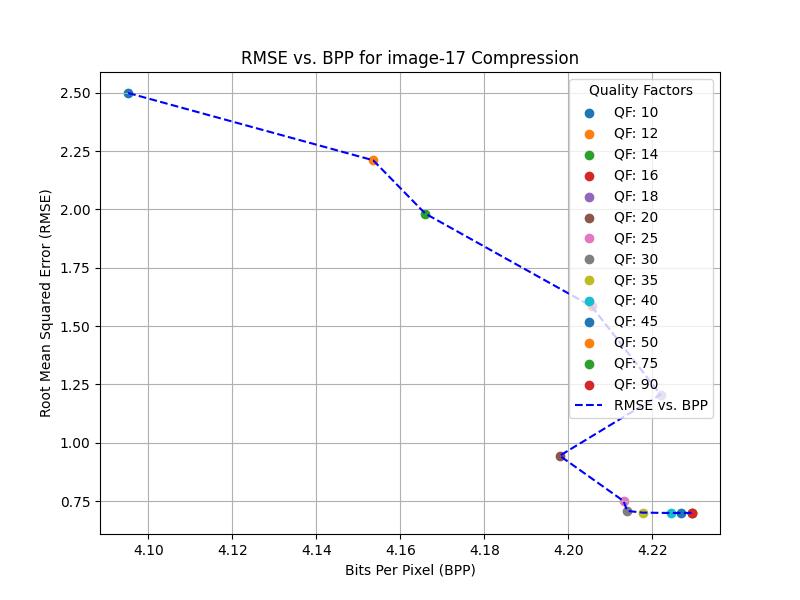 RMSE vs. BPP for image-17 Compression
Root Mean Squared Error (RMSE)
2.50
2.25
2.00
1.75
1.50
1.25
1.00
0.75
Quality Factors
QF: 10
QF: 12
QF: 14
QF: 16
QF: 18
QF: 20
QF: 25
QF: 30
QF: 35
QF: 40
QF: 45
QF: 50
QF: 75
QF: 90
RMSE vs. BPP
4.10 4.12 4.14 4.16 4.18 4.20 4.22
Bits Per Pixel (BPP)